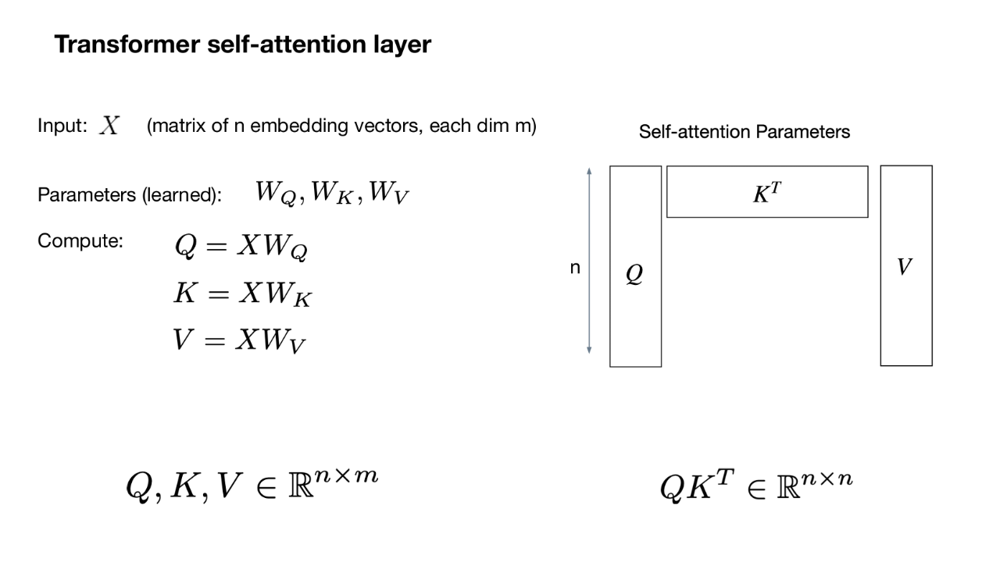 Transformer self-attention layer
Input: X (matrix of n embedding vectors, each dim m)
Parameters (learned): W_Q, W_K, W_V
Compute: Q = XW_Q
K = XW_K
V = XW_V
Self-attention Parameters
n
Q
K^T
V
Q, K, V ∈ ℝ^{n×m}
QK^T ∈ ℝ^{n×n}